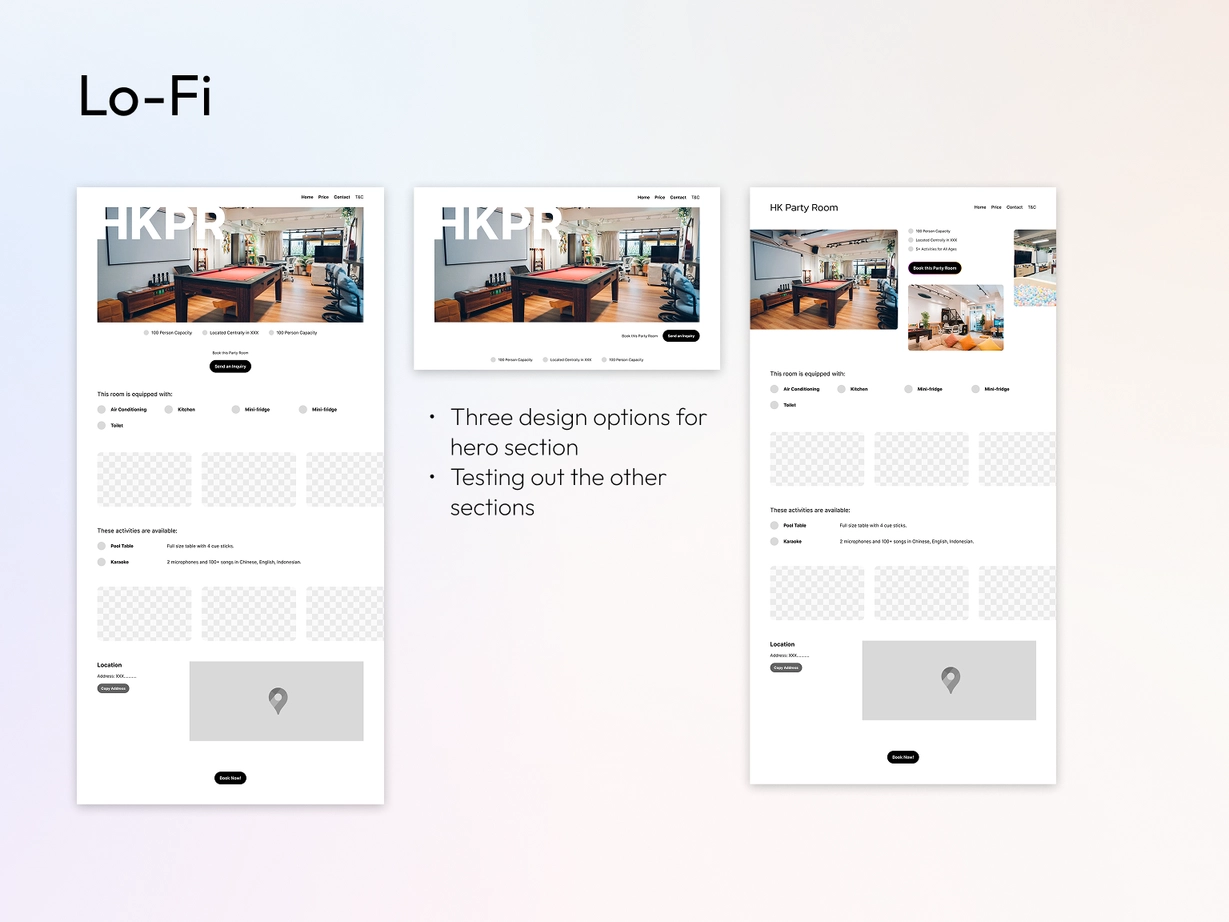 Lo-Fi
Home Price Contact T&C
HKPR
100 Person Capacity Located Centrally in XXX 100 Person Capacity
Book this Party Room
Send an Inquiry
This room is equipped with:
Air Conditioning Kitchen Mini-fridge Mini-fridge
Toilet
These activities are available:
Pool Table Full size table with 4 cue sticks.
Karaoke 2 microphones and 100+ songs in Chinese, English, Indonesian.
Location
Address: XXX..........
Copy Address
Book Now!
Home Price Contact T&C
HKPR
Book this Party Room Send an Inquiry
100 Person Capacity Located Centrally in XXX 100 Person Capacity
• Three design options for
hero section
• Testing out the other
sections
HK Party Room Home Price Contact T&C
100 Person Capacity
Located Centrally in XXX
5+ Activities for All Ages
Book this Party Room
This room is equipped with:
Air Conditioning Kitchen Mini-fridge Mini-fridge
Toilet
These activities are available:
Pool Table Full size table with 4 cue sticks.
Karaoke 2 microphones and 100+ songs in Chinese, English, Indonesian.
Location
Address: XXX..........
Copy Address
Book Now!